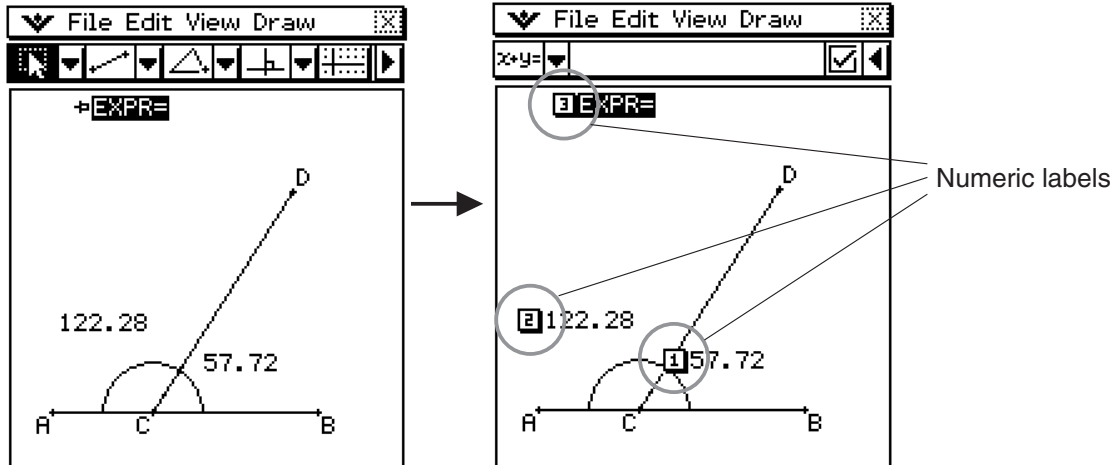 File Edit View Draw
EXPR=
D
122.28
57.72
A
C
B
File Edit View Draw
x+y=
3 EXPR=
D
Numeric labels
2 122.28
1 57.72
A
C
B